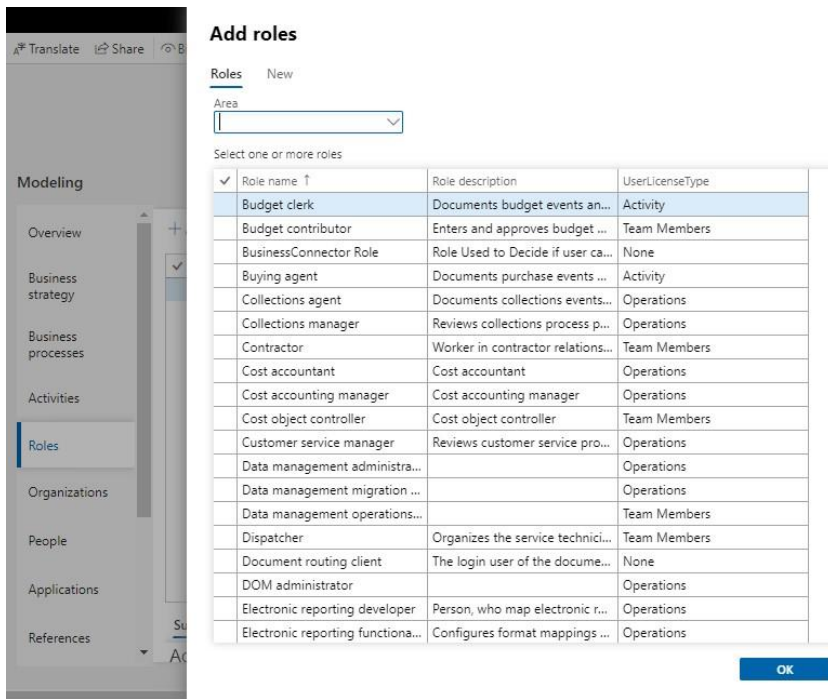 Translate Share B
Modeling
Overview
Business
strategy
Business
processes
Activities
Roles
Organizations
People
Applications
References
Su
Ac
Add roles
Roles New
Area
Select one or more roles
Role name ↑ Role description UserLicenseType
Budget clerk Documents budget events an... Activity
Budget contributor Enters and approves budget ... Team Members
BusinessConnector Role Role Used to Decide if user ca... None
Buying agent Documents purchase events ... Activity
Collections agent Documents collections events... Operations
Collections manager Reviews collections process p... Operations
Contractor Worker in contractor relations... Team Members
Cost accountant Cost accountant Operations
Cost accounting manager Cost accounting manager Operations
Cost object controller Cost object controller Team Members
Customer service manager Reviews customer service pro... Operations
Data management administra... Operations
Data management migration ... Operations
Data management operations... Team Members
Dispatcher Organizes the service technici... Team Members
Document routing client The login user of the docume... None
DOM administrator Operations
Electronic reporting developer Person, who map electronic r... Operations
Electronic reporting functiona... Configures format mappings ... Operations
OK